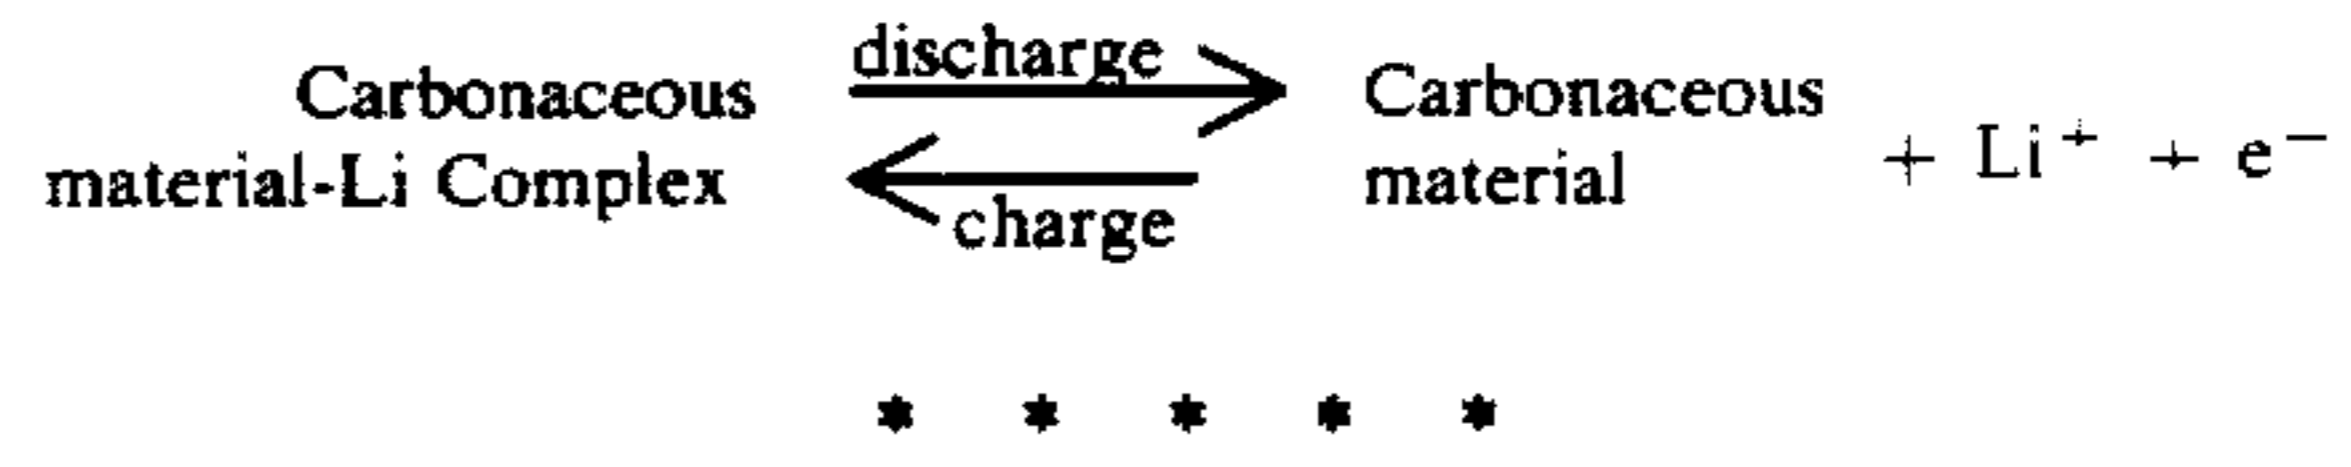 discharge
Carbonaceous Carbonaceous
material-Li Complex material + Li⁺ + e⁻
charge
* * * * *